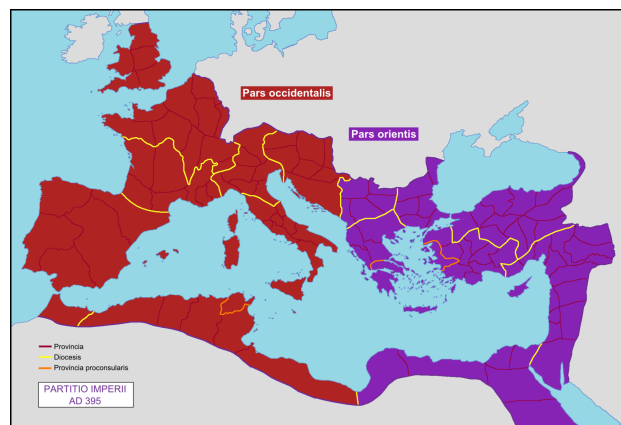 Pars occidentalis
Pars orientis
Provincia
Diocesis
Provincia proconsularis
PARTITIO IMPERII
AD 395